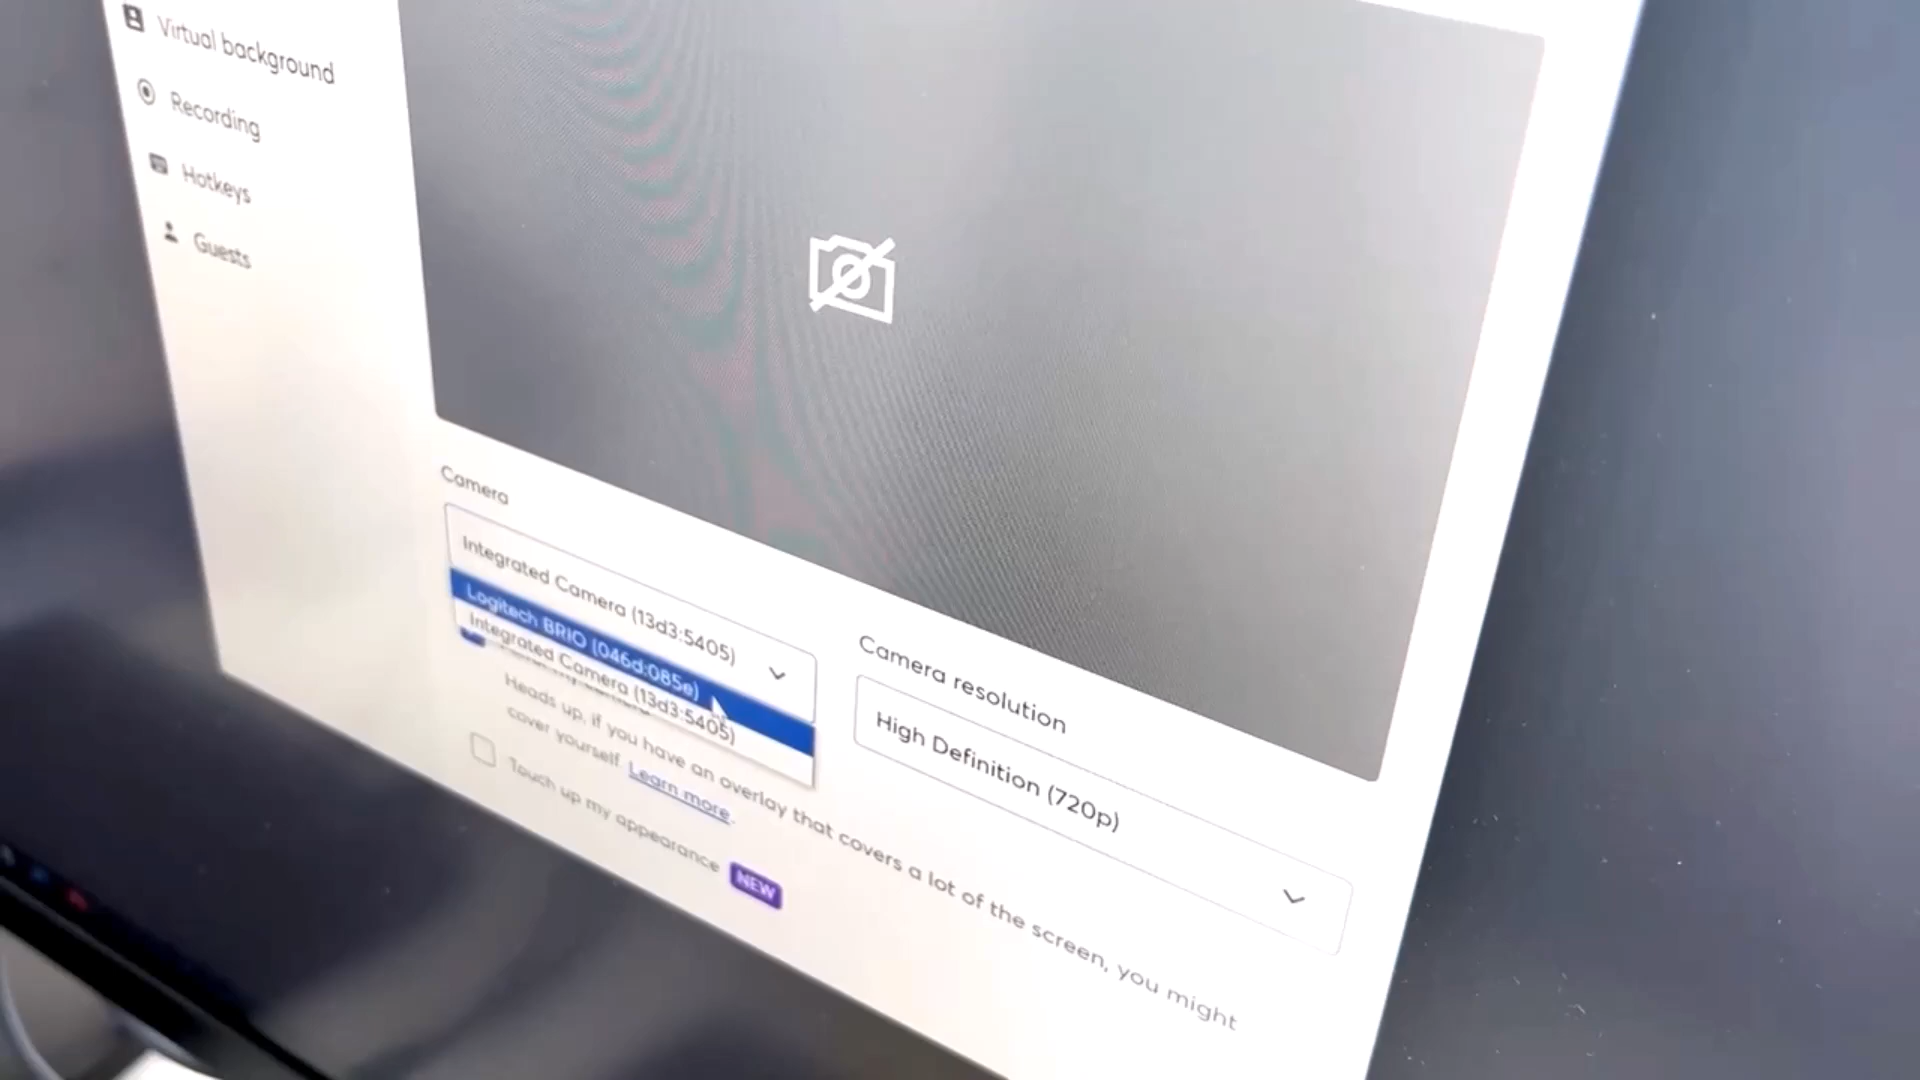 Virtual background
Recording
Hotkeys
Guests
Camera
Integrated Camera (13d3:5405)
Logitech BRIO (046d:085e)
Integrated Camera (13d3:5405)
Heads up, if you have an overlay that covers a lot of the screen, you might
cover yourself. Learn more.
Touch up my appearance NEW
Camera resolution
High Definition (720p)